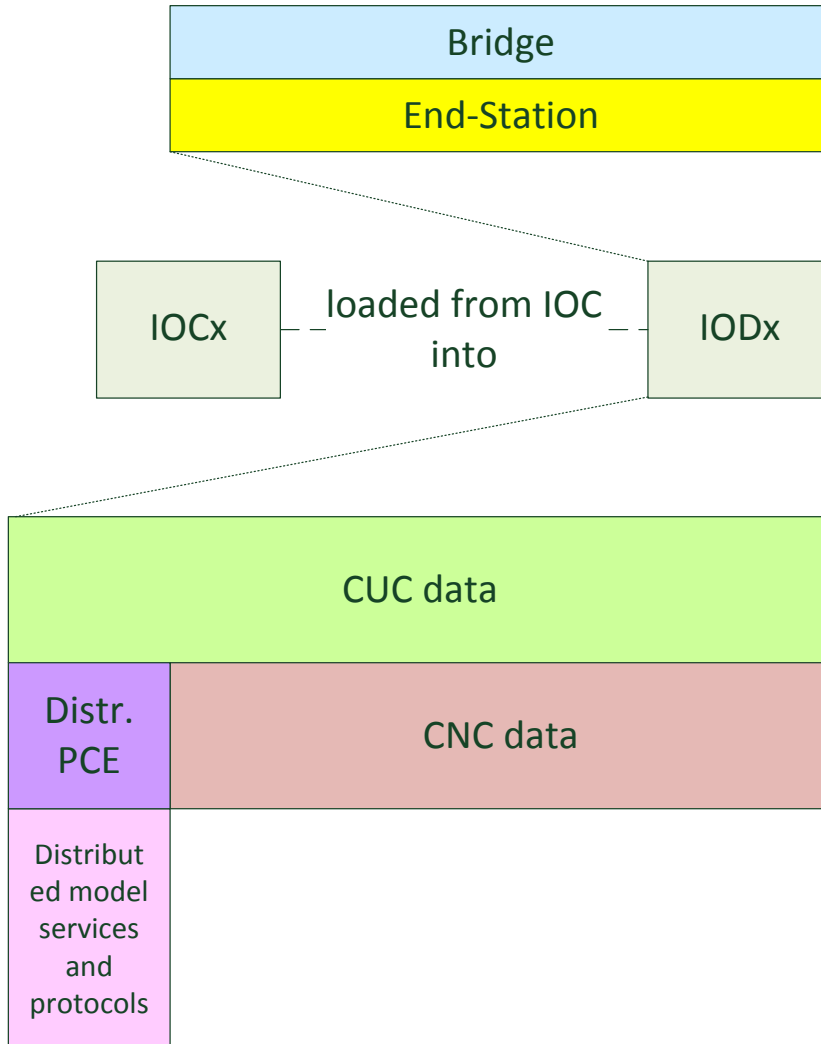 Bridge
End-Station
IOCx
loaded from IOC
into
IODx
CUC data
Distr.
PCE
CNC data
Distribut
ed model
services
and
protocols